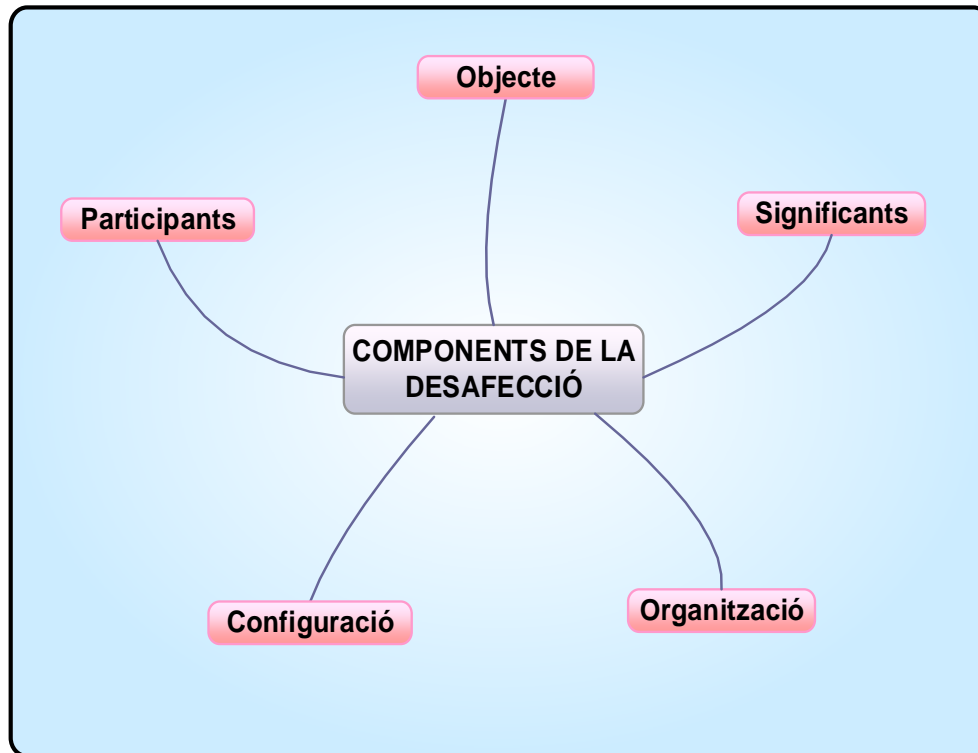 Objecte
Participants
Significants
COMPONENTS DE LA
DESAFECCIÓ
Configuració
Organització